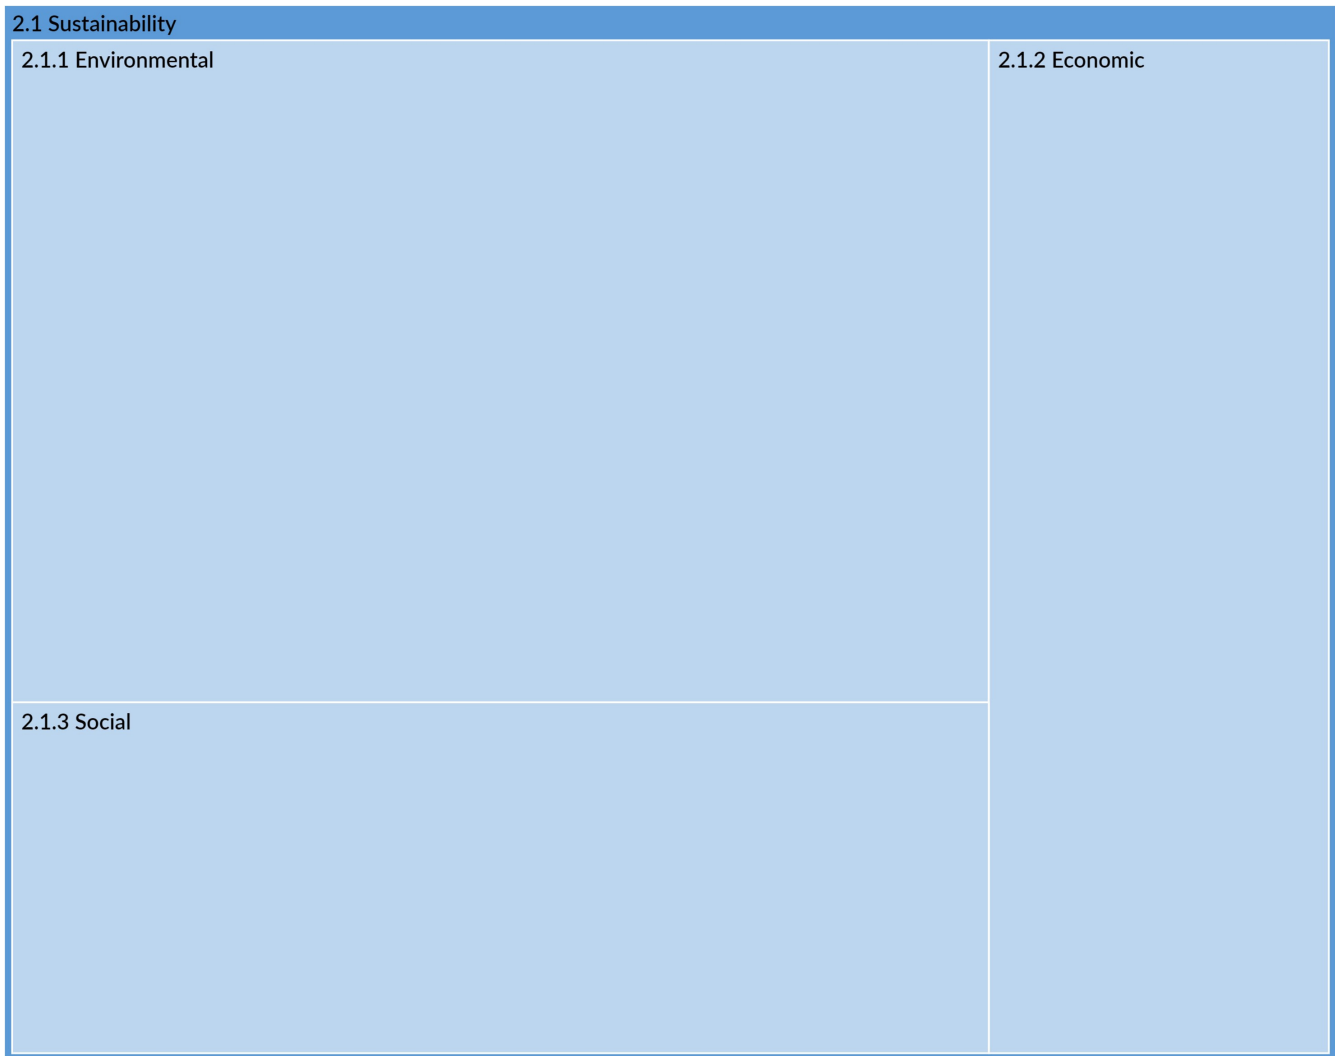 2.1 Sustainability
2.1.1 Environmental
2.1.2 Economic
2.1.3 Social